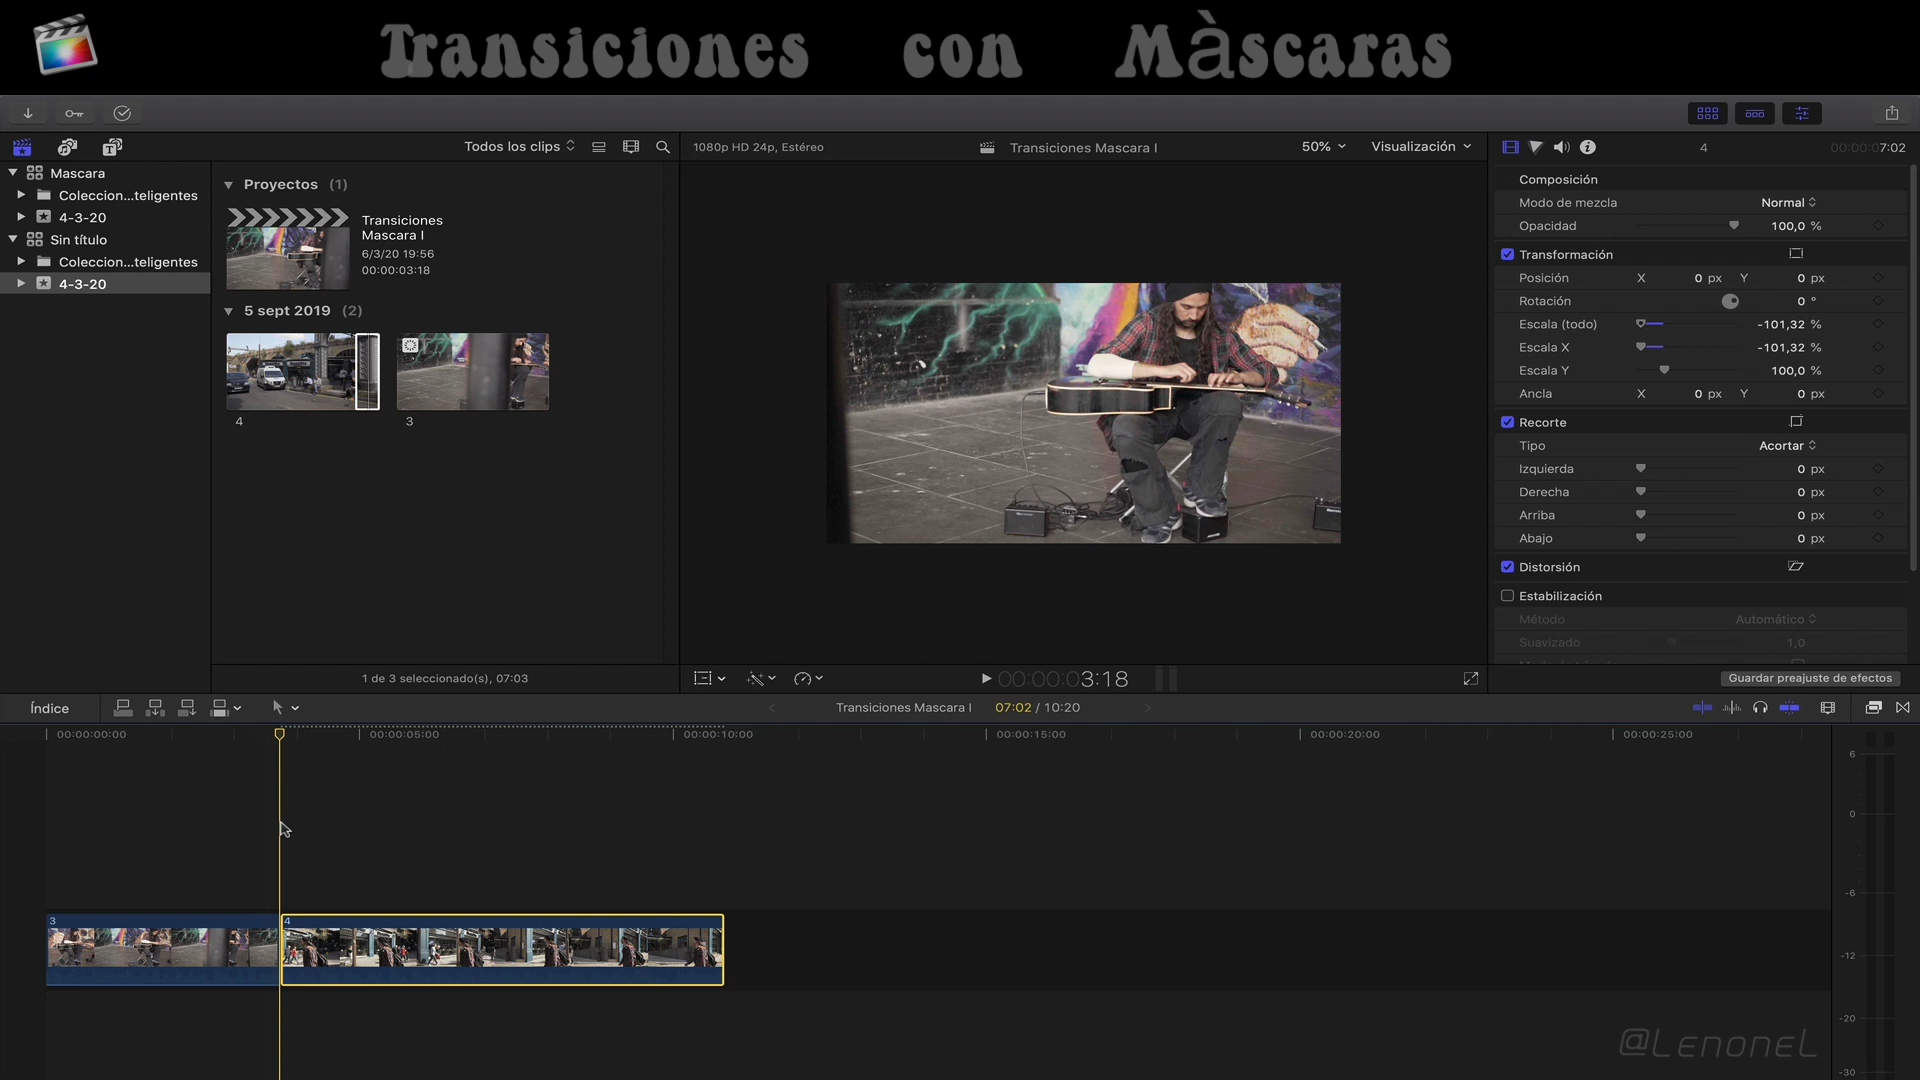 Transiciones con Màscaras
Todos los clips
1080p HD 24p, Estéreo
Transiciones Mascara I
50%
Visualización
4
00:00:07:02
Mascara
Coleccion...teligentes
4-3-20
Sin título
Coleccion...teligentes
4-3-20
Proyectos (1)
Transiciones
Mascara I
6/3/20 19:56
00:00:03:18
5 sept 2019 (2)
4
3
Composición
Modo de mezcla Normal
Opacidad 100,0 %
Transformación
Posición X 0 px Y 0 px
Rotación 0 °
Escala (todo) -101,32 %
Escala X -101,32 %
Escala Y 100,0 %
Ancla X 0 px Y 0 px
Recorte
Tipo Acortar
Izquierda 0 px
Derecha 0 px
Arriba 0 px
Abajo 0 px
Distorsión
Estabilización
Método Automático
Suavizado 1,0
1 de 3 seleccionado(s), 07:03
00:00:03:18
Guardar preajuste de efectos
Índice
Transiciones Mascara I
07:02 / 10:20
00:00:00:00
00:00:05:00
00:00:10:00
00:00:15:00
00:00:20:00
00:00:25:00
6
0
-6
-12
-20
-30
3
4
@Lenonel